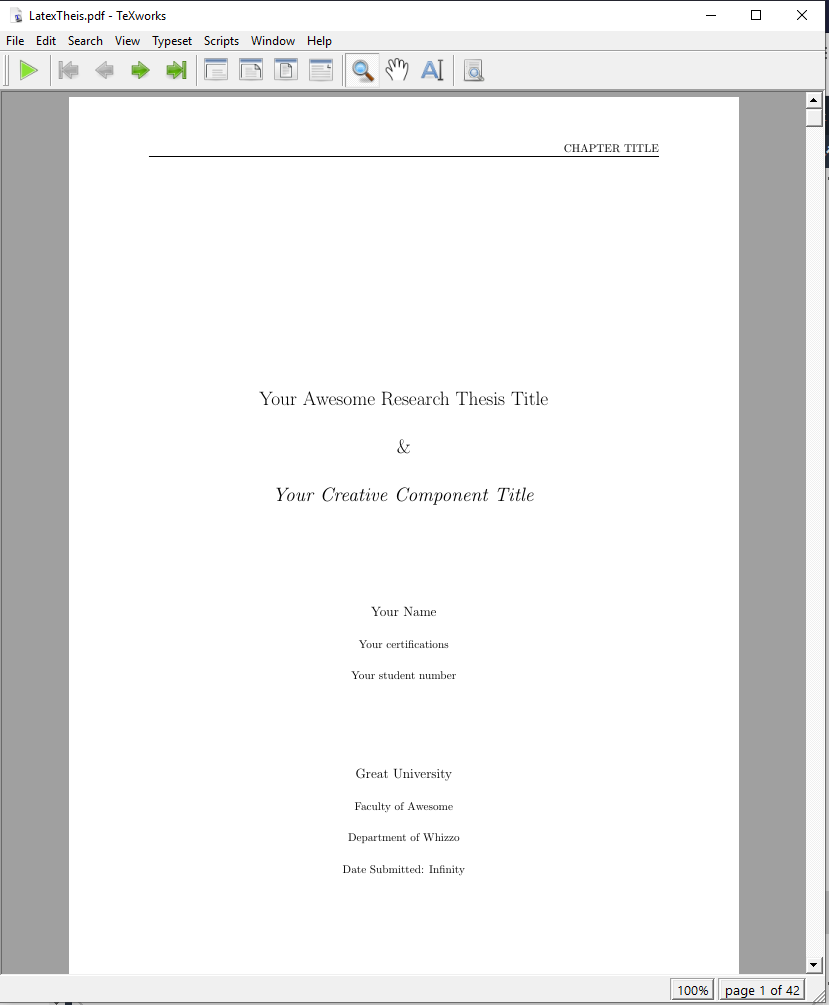 LatexTheis.pdf - TeXworks
File Edit Search View Typeset Scripts Window Help
CHAPTER TITLE
Your Awesome Research Thesis Title
&
Your Creative Component Title
Your Name
Your certifications
Your student number
Great University
Faculty of Awesome
Department of Whizzo
Date Submitted: Infinity
100% page 1 of 42